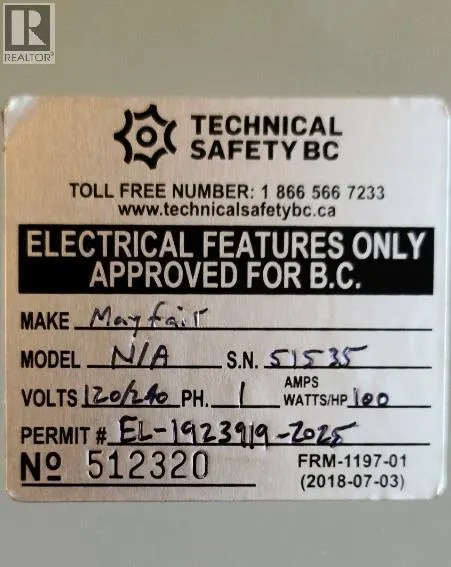 R
REALTOR®
TECHNICAL
SAFETY BC
TOLL FREE NUMBER: 1 866 566 7233
www.technicalsafetybc.ca
ELECTRICAL FEATURES ONLY
APPROVED FOR B.C.
MAKE Mayfair
MODEL N/A S.N. 51535
VOLTS 120/240 PH. 1 AMPS WATTS/HP 100
PERMIT # EL-1923919-2025
Nº 512320 FRM-1197-01
(2018-07-03)